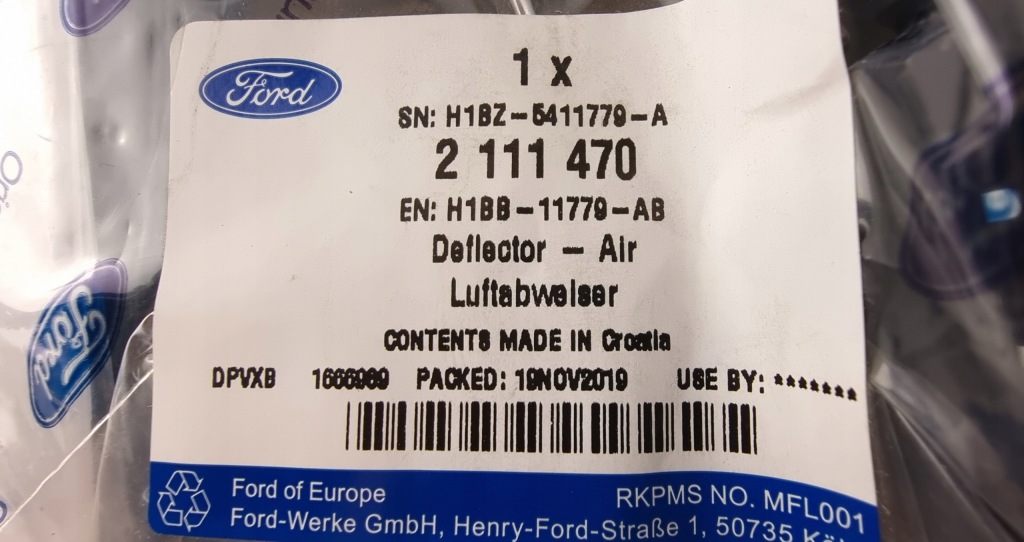 Ford
1 x
SN: H1BZ-5411779-A
2 111 470
EN: H1BB-11779-AB
Deflector - Air
Luftabweiser
CONTENTS MADE IN Croatia
DPVXB 1666989 PACKED: 19NOV2019 USE BY: *******
Ford of Europe
RKPMS NO. MFL001
Ford-Werke GmbH, Henry-Ford-Straße 1, 50735
Ford